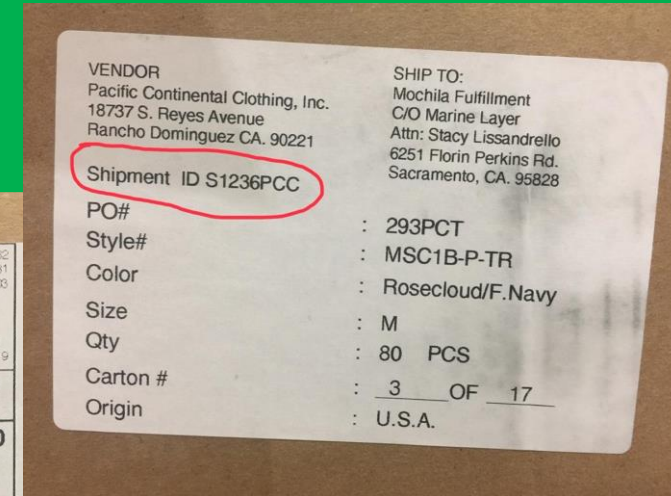 VENDOR
Pacific Continental Clothing, Inc.
18737 S. Reyes Avenue
Rancho Dominguez CA. 90221
SHIP TO:
Mochila Fulfillment
C/O Marine Layer
Attn: Stacy Lissandrello
6251 Florin Perkins Rd.
Sacramento, CA. 95828
Shipment ID S1236PCC
PO# : 293PCT
Style# : MSC1B-P-TR
Color : Rosecloud/F.Navy
Size : M
Qty : 80 PCS
Carton # : 3 OF 17
Origin : U.S.A.